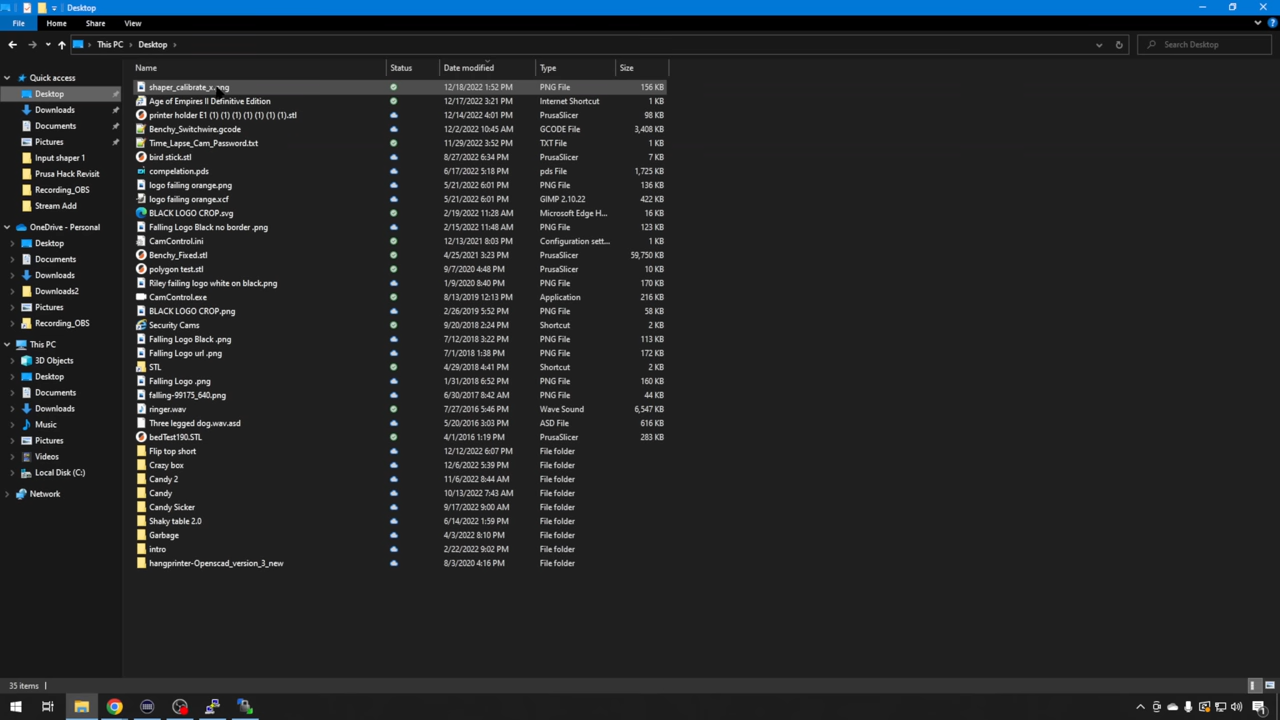 Desktop
File Home Share View
This PC Desktop Search Desktop
Name Status Date modified Type Size
Quick access
Desktop
Downloads
Documents
Pictures
Input shaper 1
Prusa Hack Revisit
Recording_OBS
Stream Add
OneDrive - Personal
Desktop
Documents
Downloads
Downloads2
Pictures
Recording_OBS
This PC
3D Objects
Desktop
Documents
Downloads
Music
Pictures
Videos
Local Disk (C:)
Network
shaper_calibrate_x.png 12/18/2022 1:52 PM PNG File 156 KB
Age of Empires II Definitive Edition 12/17/2022 3:21 PM Internet Shortcut 1 KB
printer holder E1 (1) (1) (1) (1) (1) (1).stl 12/14/2022 4:01 PM PrusaSlicer 98 KB
Benchy_Switchwire.gcode 12/2/2022 10:45 AM GCODE File 3,408 KB
Time_Lapse_Cam_Password.txt 11/29/2022 3:52 PM TXT File 1 KB
bird stick.stl 8/27/2022 6:34 PM PrusaSlicer 7 KB
compelation.pds 6/17/2022 5:18 PM pds File 1,725 KB
logo failing orange.png 5/21/2022 6:01 PM PNG File 136 KB
logo failing orange.xcf 5/21/2022 6:01 PM GIMP 2.10.22 422 KB
BLACK LOGO CROP.svg 2/19/2022 11:28 AM Microsoft Edge H... 16 KB
Falling Logo Black no border .png 2/15/2022 11:48 AM PNG File 123 KB
CamControl.ini 12/13/2021 8:03 PM Configuration sett... 1 KB
Benchy_Fixed.stl 4/25/2021 3:23 PM PrusaSlicer 59,750 KB
polygon test.stl 9/7/2020 4:48 PM PrusaSlicer 10 KB
Riley failing logo white on black.png 1/9/2020 8:40 PM PNG File 170 KB
CamControl.exe 8/13/2019 12:13 PM Application 216 KB
BLACK LOGO CROP.png 2/26/2019 5:52 PM PNG File 58 KB
Security Cams 9/20/2018 2:24 PM Shortcut 2 KB
Falling Logo Black .png 7/12/2018 3:22 PM PNG File 113 KB
Falling Logo url .png 7/1/2018 1:38 PM PNG File 172 KB
STL 4/29/2018 4:41 PM Shortcut 2 KB
Falling Logo .png 1/31/2018 6:52 PM PNG File 160 KB
falling-99175_640.png 6/30/2017 8:42 AM PNG File 44 KB
ringer.wav 7/27/2016 5:46 PM Wave Sound 6,547 KB
Three legged dog.wav.asd 5/20/2016 3:03 PM ASD File 616 KB
bedTest190.STL 4/1/2016 1:19 PM PrusaSlicer 283 KB
Flip top short 12/12/2022 6:07 PM File folder
Crazy box 12/6/2022 5:39 PM File folder
Candy 2 11/6/2022 8:44 AM File folder
Candy 10/13/2022 7:43 AM File folder
Candy Sicker 9/17/2022 9:00 AM File folder
Shaky table 2.0 6/14/2022 1:59 PM File folder
Garbage 4/3/2022 8:10 PM File folder
intro 2/22/2022 9:02 PM File folder
hangprinter-Openscad_version_3_new 8/3/2020 4:16 PM File folder
35 items